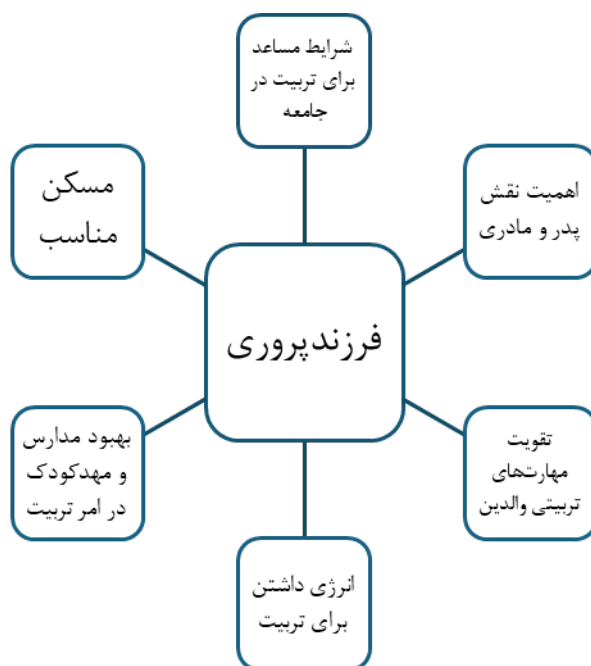 شرایط مساعد
برای تربیت در
جامعه
اهمیت نقش
پدر و مادری
تقویت
مهارت‌های
تربیتی والدین
انرژی داشتن
برای تربیت
بهبود مدارس
و مهدکودک
در امر تربیت
مسکن
مناسب
فرزندپروری